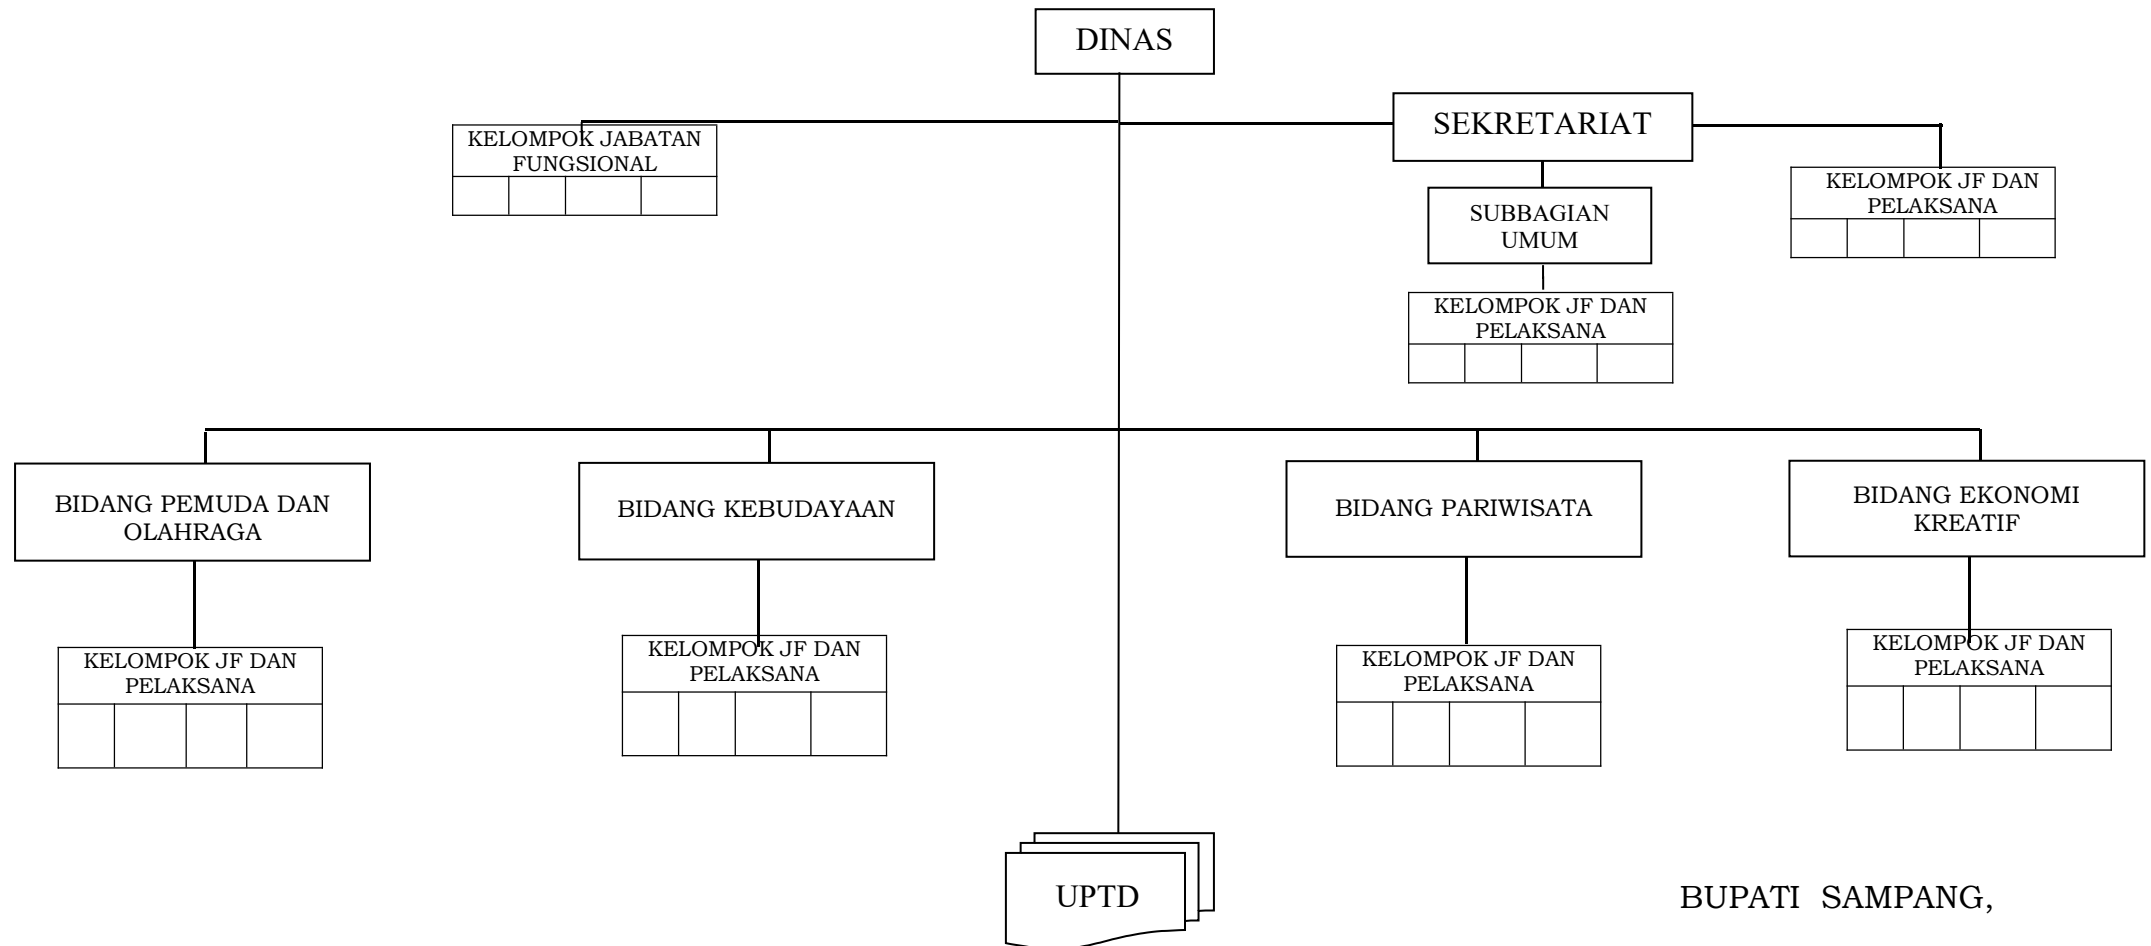 DINAS
SEKRETARIAT
KELOMPOK JABATAN
FUNGSIONAL
KELOMPOK JF DAN
PELAKSANA
SUBBAGIAN
UMUM
KELOMPOK JF DAN
PELAKSANA
BIDANG PEMUDA DAN
OLAHRAGA
BIDANG KEBUDAYAAN
BIDANG PARIWISATA
BIDANG EKONOMI
KREATIF
KELOMPOK JF DAN
PELAKSANA
KELOMPOK JF DAN
PELAKSANA
KELOMPOK JF DAN
PELAKSANA
KELOMPOK JF DAN
PELAKSANA
UPTD
BUPATI SAMPANG,